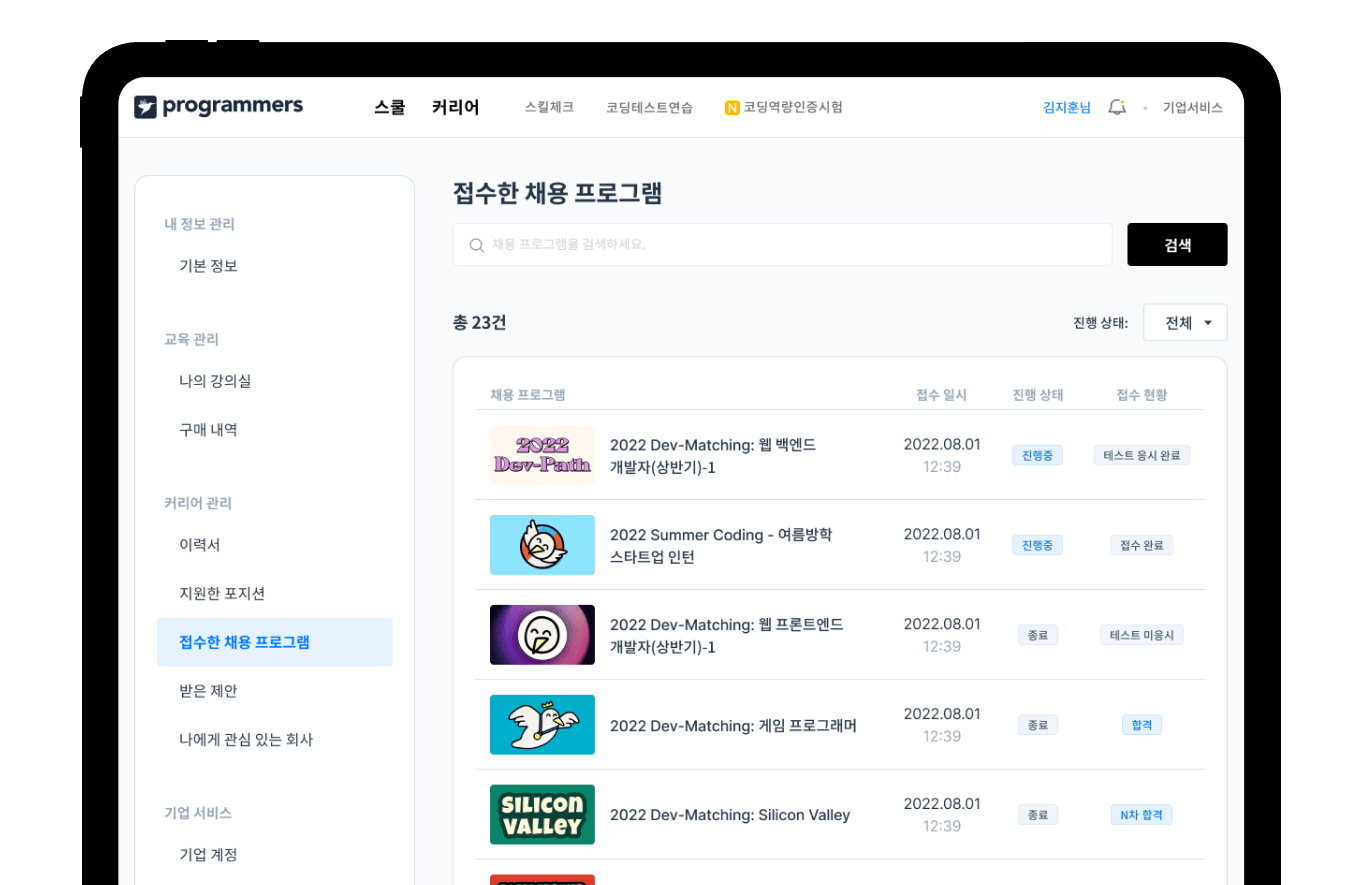 programmers
스쿨 커리어 스킬체크 코딩테스트연습 N 코딩역량인증시험 김지훈님 기업서비스
내 정보 관리
기본 정보
교육 관리
나의 강의실
구매 내역
커리어 관리
이력서
지원한 포지션
접수한 채용 프로그램
받은 제안
나에게 관심 있는 회사
기업 서비스
기업 계정
접수한 채용 프로그램
채용 프로그램을 검색하세요.
검색
총 23건
진행 상태: 전체
채용 프로그램 접수 일시 진행 상태 접수 현황
2022
Dev-Path
2022 Dev-Matching: 웹 백엔드
개발자(상반기)-1
2022.08.01
12:39
진행중
테스트 응시 완료
2022 Summer Coding - 여름방학
스타트업 인턴
2022.08.01
12:39
진행중
접수 완료
2022 Dev-Matching: 웹 프론트엔드
개발자(상반기)-1
2022.08.01
12:39
종료
테스트 미응시
2022 Dev-Matching: 게임 프로그래머
2022.08.01
12:39
종료
합격
SILICON
VALLEY
2022 Dev-Matching: Silicon Valley
2022.08.01
12:39
종료
N차 합격